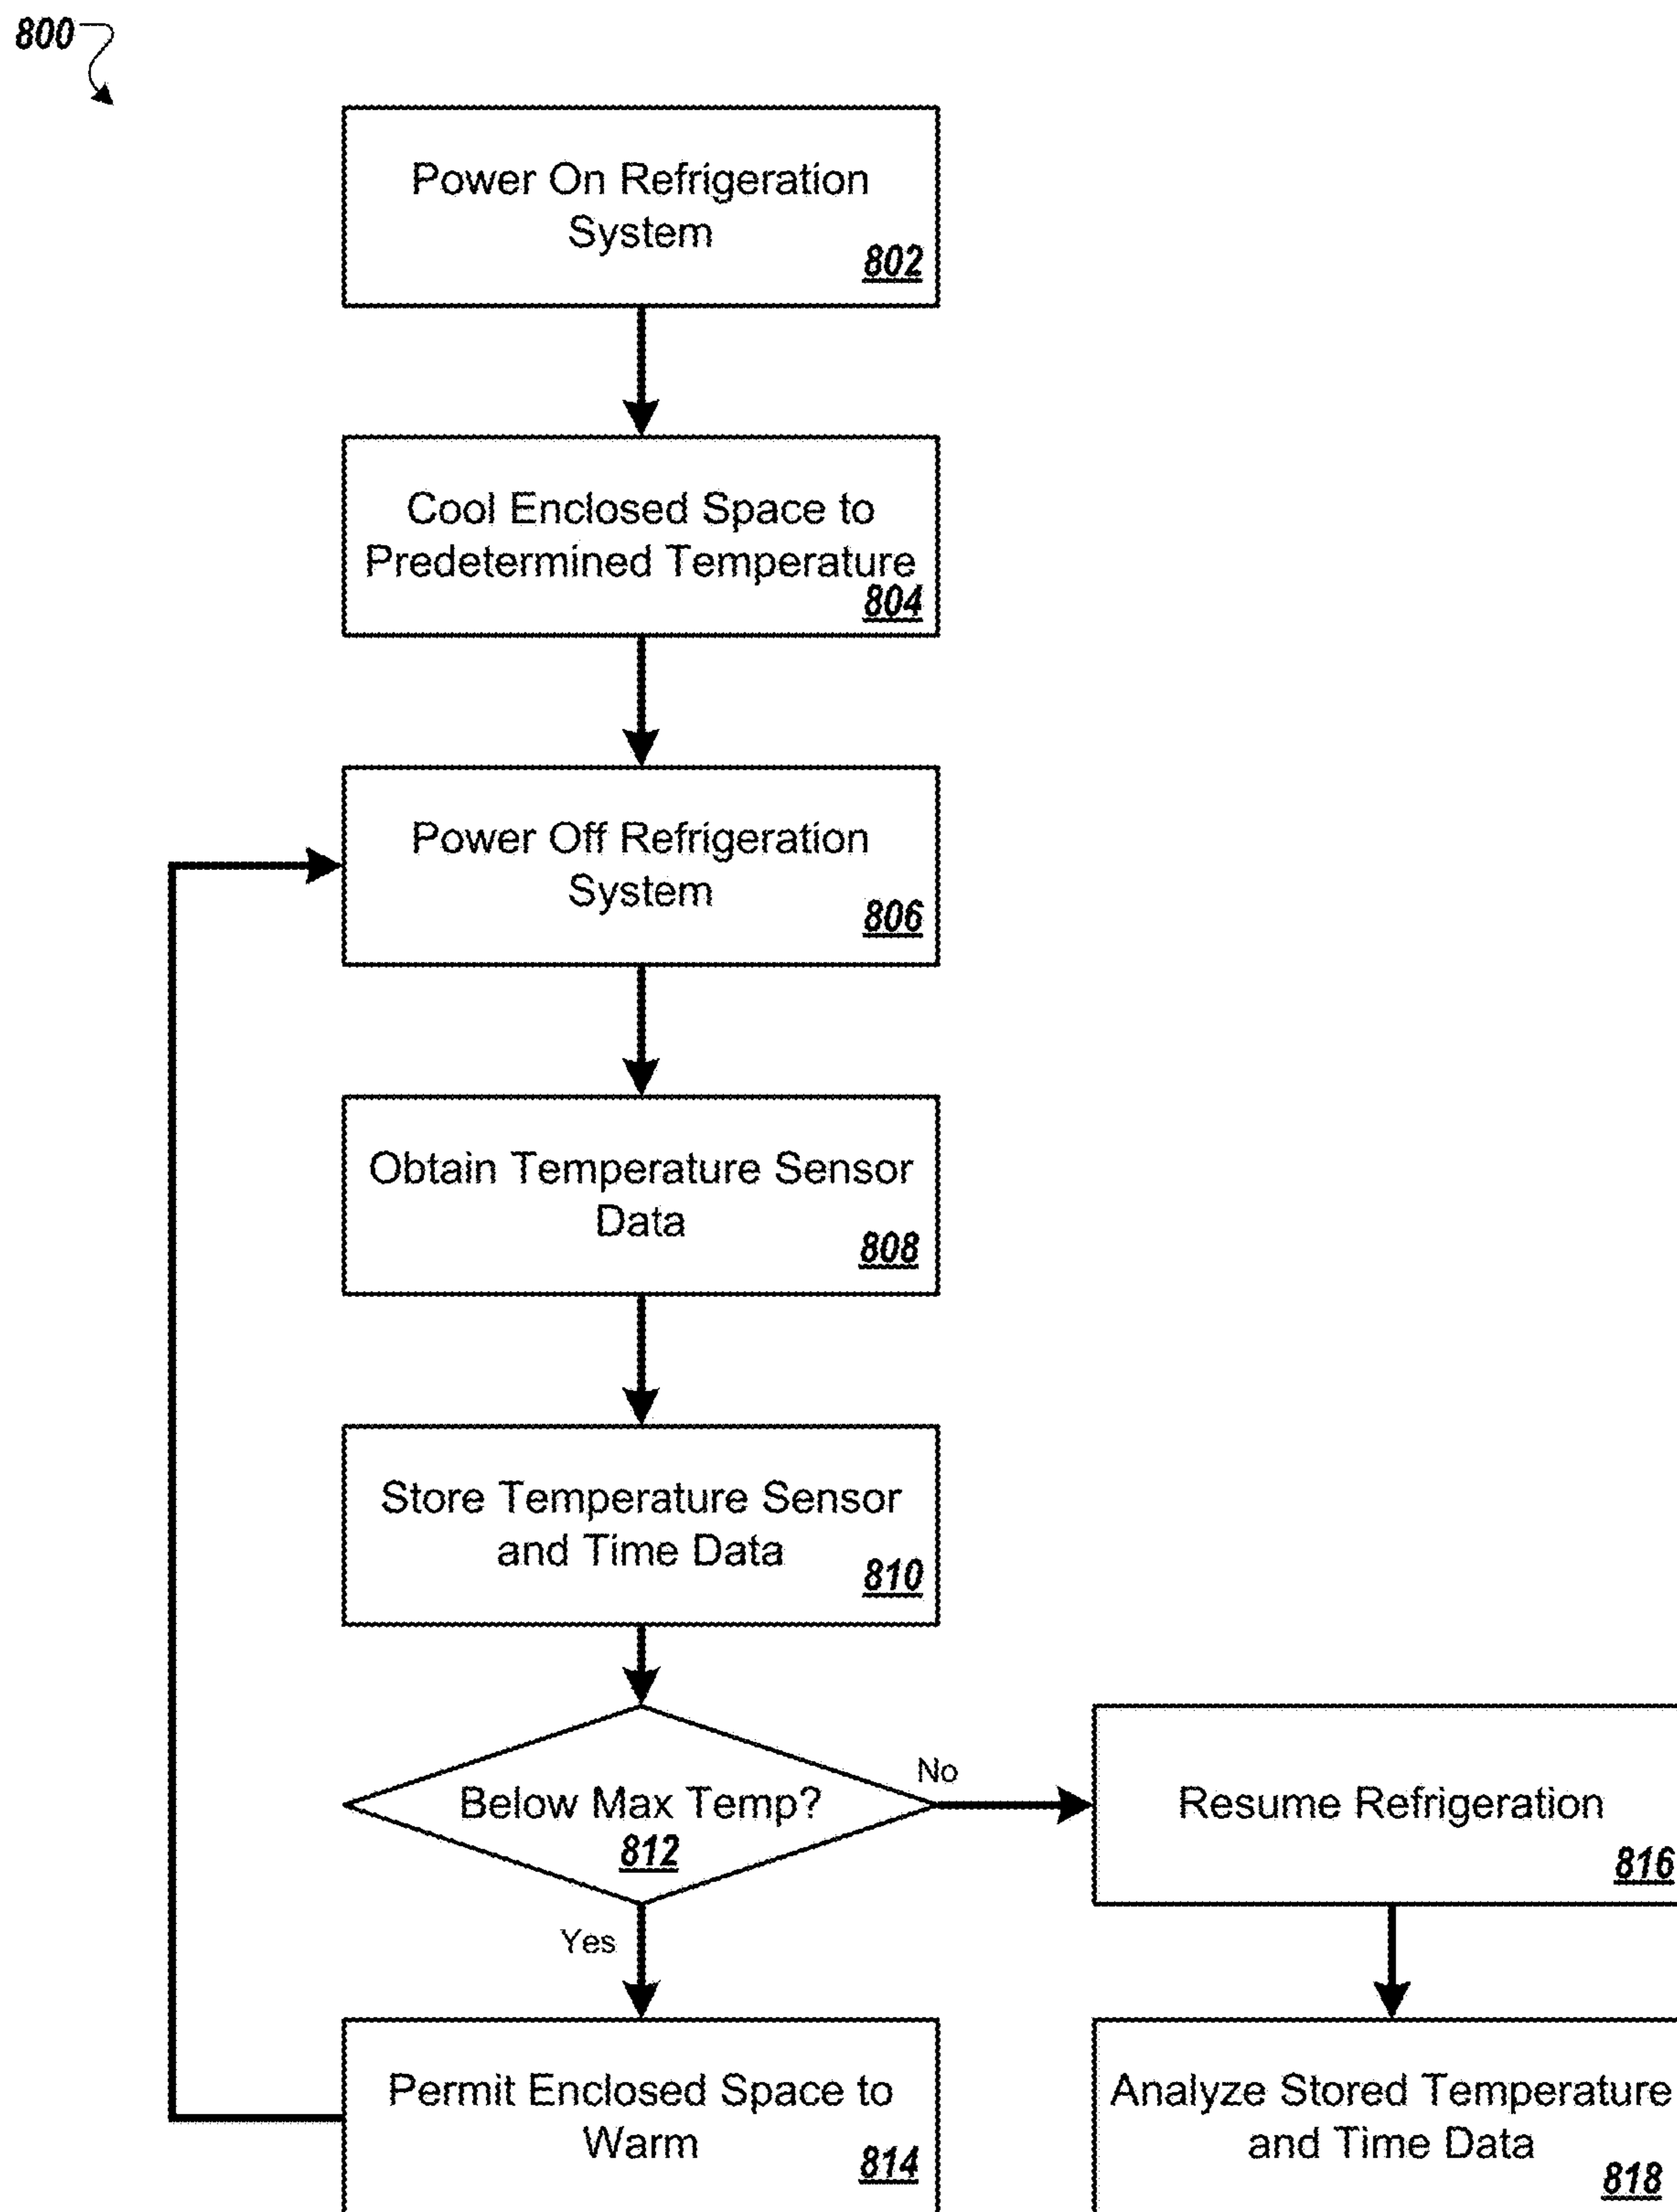 800
Power On Refrigeration
System
802
Cool Enclosed Space to
Predetermined Temperature
804
Power Off Refrigeration
System
806
Obtain Temperature Sensor
Data
808
Store Temperature Sensor
and Time Data
810
Below Max Temp?
812
No
Resume Refrigeration
816
Yes
Permit Enclosed Space to
Warm
814
Analyze Stored Temperature
and Time Data
818